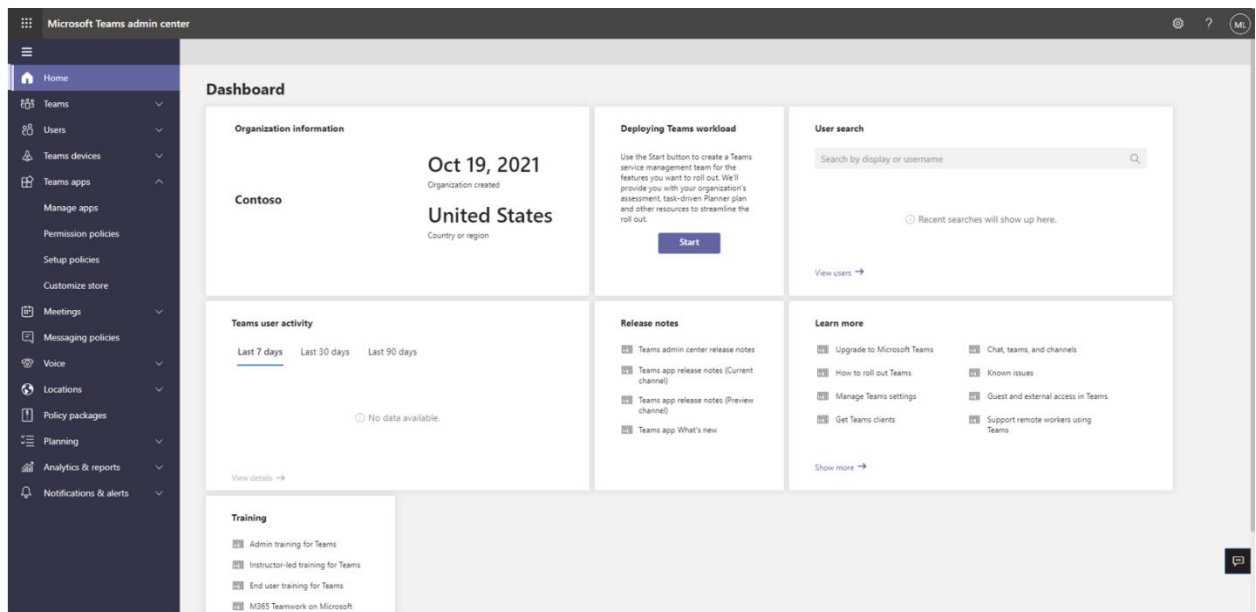 Microsoft Teams admin center
?
ML
Home
Teams
Users
Teams devices
Teams apps
Manage apps
Permission policies
Setup policies
Customize store
Meetings
Messaging policies
Voice
Locations
Policy packages
Planning
Analytics & reports
Notifications & alerts
Dashboard
Organization information
Contoso
Oct 19, 2021
Organization created
United States
Country or region
Deploying Teams workload
Use the Start button to create a Teams
service management team for the
features you want to roll out. We'll
provide you with your organization's
assessment, task-driven Planner plan
and other resources to streamline the
roll out.
Start
User search
Search by display or username
Recent searches will show up here.
View users →
Teams user activity
Last 7 days Last 30 days Last 90 days
No data available.
View details →
Release notes
Teams admin center release notes
Teams app release notes (Current
channel)
Teams app release notes (Preview
channel)
Teams app What's new
Learn more
Upgrade to Microsoft Teams
How to roll out Teams
Manage Teams settings
Get Teams clients
Chat, teams, and channels
Known issues
Guest and external access in Teams
Support remote workers using
Teams
Show more →
Training
Admin training for Teams
Instructor-led training for Teams
End user training for Teams
M365 Teamwork on Microsoft